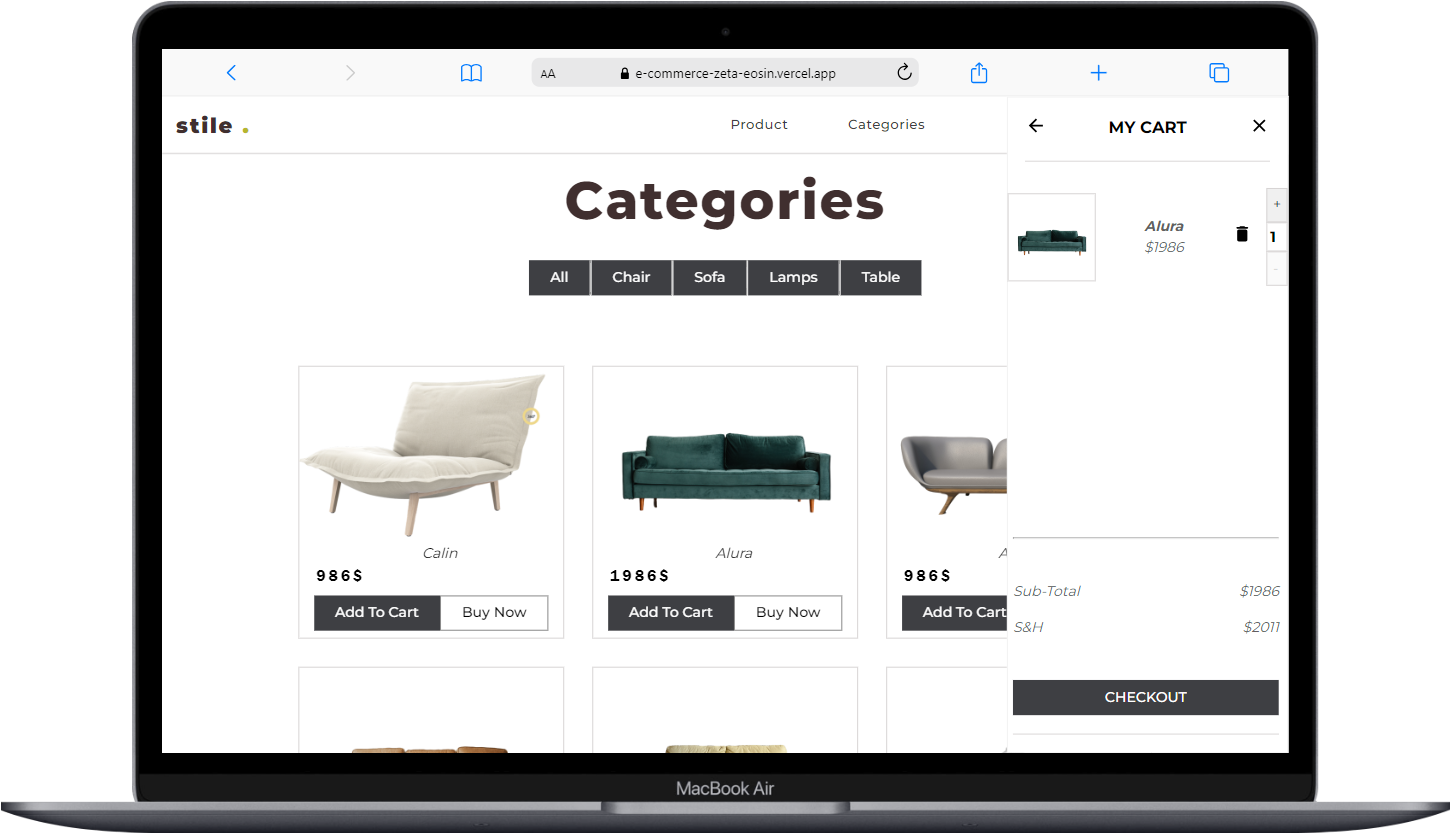 AA e-commerce-zeta-eosin.vercel.app
stile .
Product Categories
MY CART
Categories
All Chair Sofa Lamps Table
Alura
$1986
+
1
-
Calin
986$
Add To Cart Buy Now
Alura
1986$
Add To Cart Buy Now
A
986$
Add To Cart
Sub-Total $1986
S&H $2011
CHECKOUT
MacBook Air